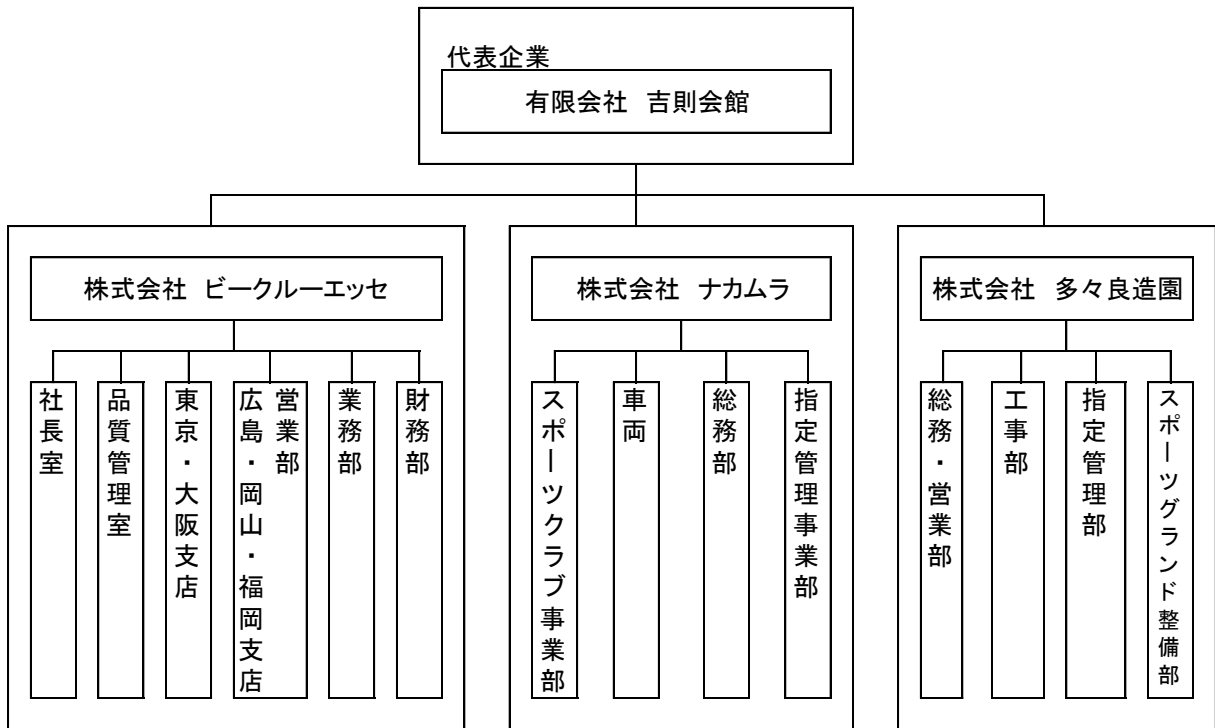 代表企業
有限会社 吉則会館
株式会社 ビークルーエッセ
社長室
品質管理室
東京・大阪支店
営業部
広島・岡山・福岡支店
業務部
財務部
株式会社 ナカムラ
スポーツクラブ事業部
車両
総務部
指定管理事業部
株式会社 多々良造園
総務・営業部
工事部
指定管理部
スポーツグランド整備部